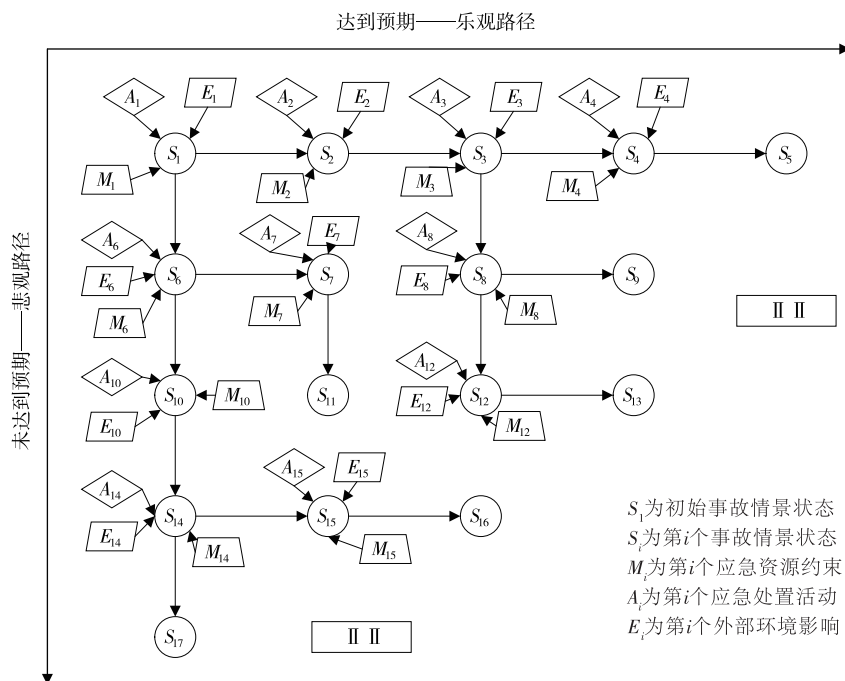 达到预期——乐观路径
未达到预期——悲观路径
A1 E1 A2 E2 A3 E3 A4 E4
S1 S2 S3 S4 S5
M1 M2 M3 M4
A6 A7 E7 A8
E6 S6 S7 E8 S8 S9
M6 M7 M8
A10 A12
S10 M10 S11 E12 S12 S13
E10 M12
A14 A15 E15
E14 S14 S15 S16
M14 M15
S17
Ⅱ Ⅱ
Ⅱ Ⅱ
S1为初始事故情景状态
Si为第i个事故情景状态
Mi为第i个应急资源约束
Ai为第i个应急处置活动
Ei为第i个外部环境影响